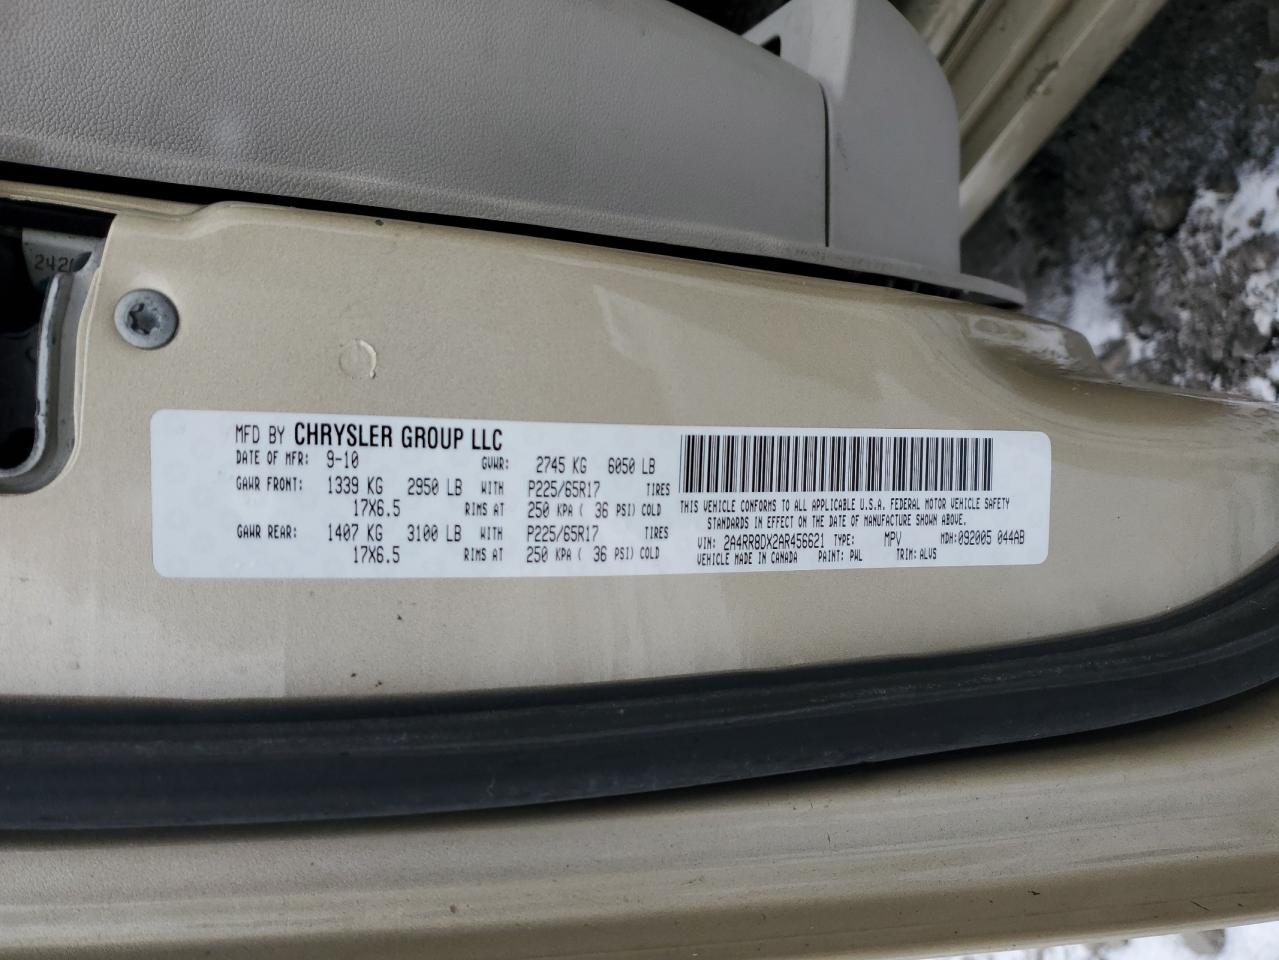 242
MFD BY CHRYSLER GROUP LLC
DATE OF MFR: 9-10 GVWR: 2745 KG 6050 LB
GAWR FRONT: 1339 KG 2950 LB WITH P225/65R17 TIRES
17X6.5 RIMS AT 250 KPA ( 36 PSI) COLD
GAWR REAR: 1407 KG 3100 LB WITH P225/65R17 TIRES
17X6.5 RIMS AT 250 KPA ( 36 PSI) COLD
THIS VEHICLE CONFORMS TO ALL APPLICABLE U.S.A. FEDERAL MOTOR VEHICLE SAFETY
STANDARDS IN EFFECT ON THE DATE OF MANUFACTURE SHOWN ABOVE.
VIN: 2A4RR8DX2AR456621 TYPE: MPV MDH: 092005 044AB
VEHICLE MADE IN CANADA PAINT: PWL TRIM: ALVS